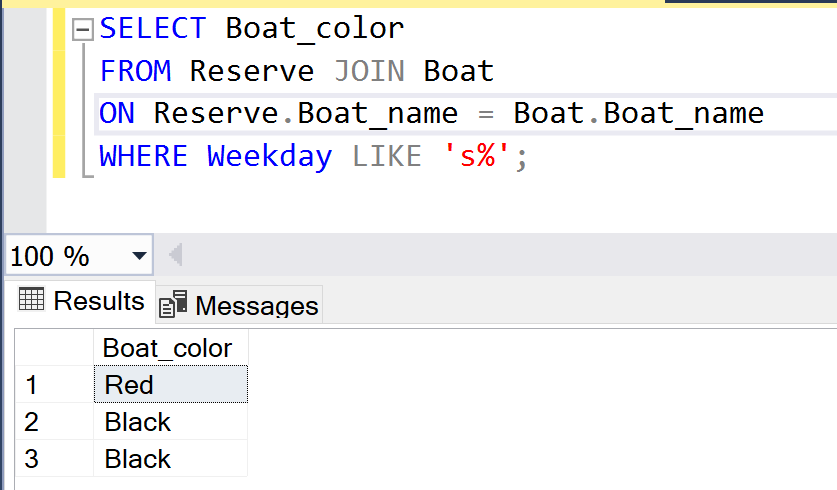 SELECT Boat_color
FROM Reserve JOIN Boat
ON Reserve.Boat_name = Boat.Boat_name
WHERE Weekday LIKE 's%';
100 %
Results Messages
Boat_color
1 Red
2 Black
3 Black